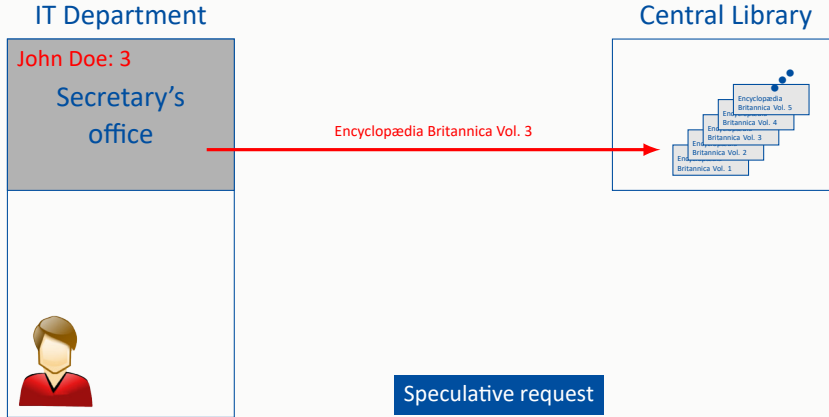 IT Department
Central Library
John Doe: 3
Secretary's
office
Encyclopædia Britannica Vol. 3
Encyclopædia
Britannica Vol. 5
Britannica Vol. 4
Britannica Vol. 3
Britannica Vol. 2
Britannica Vol. 1
Speculative request